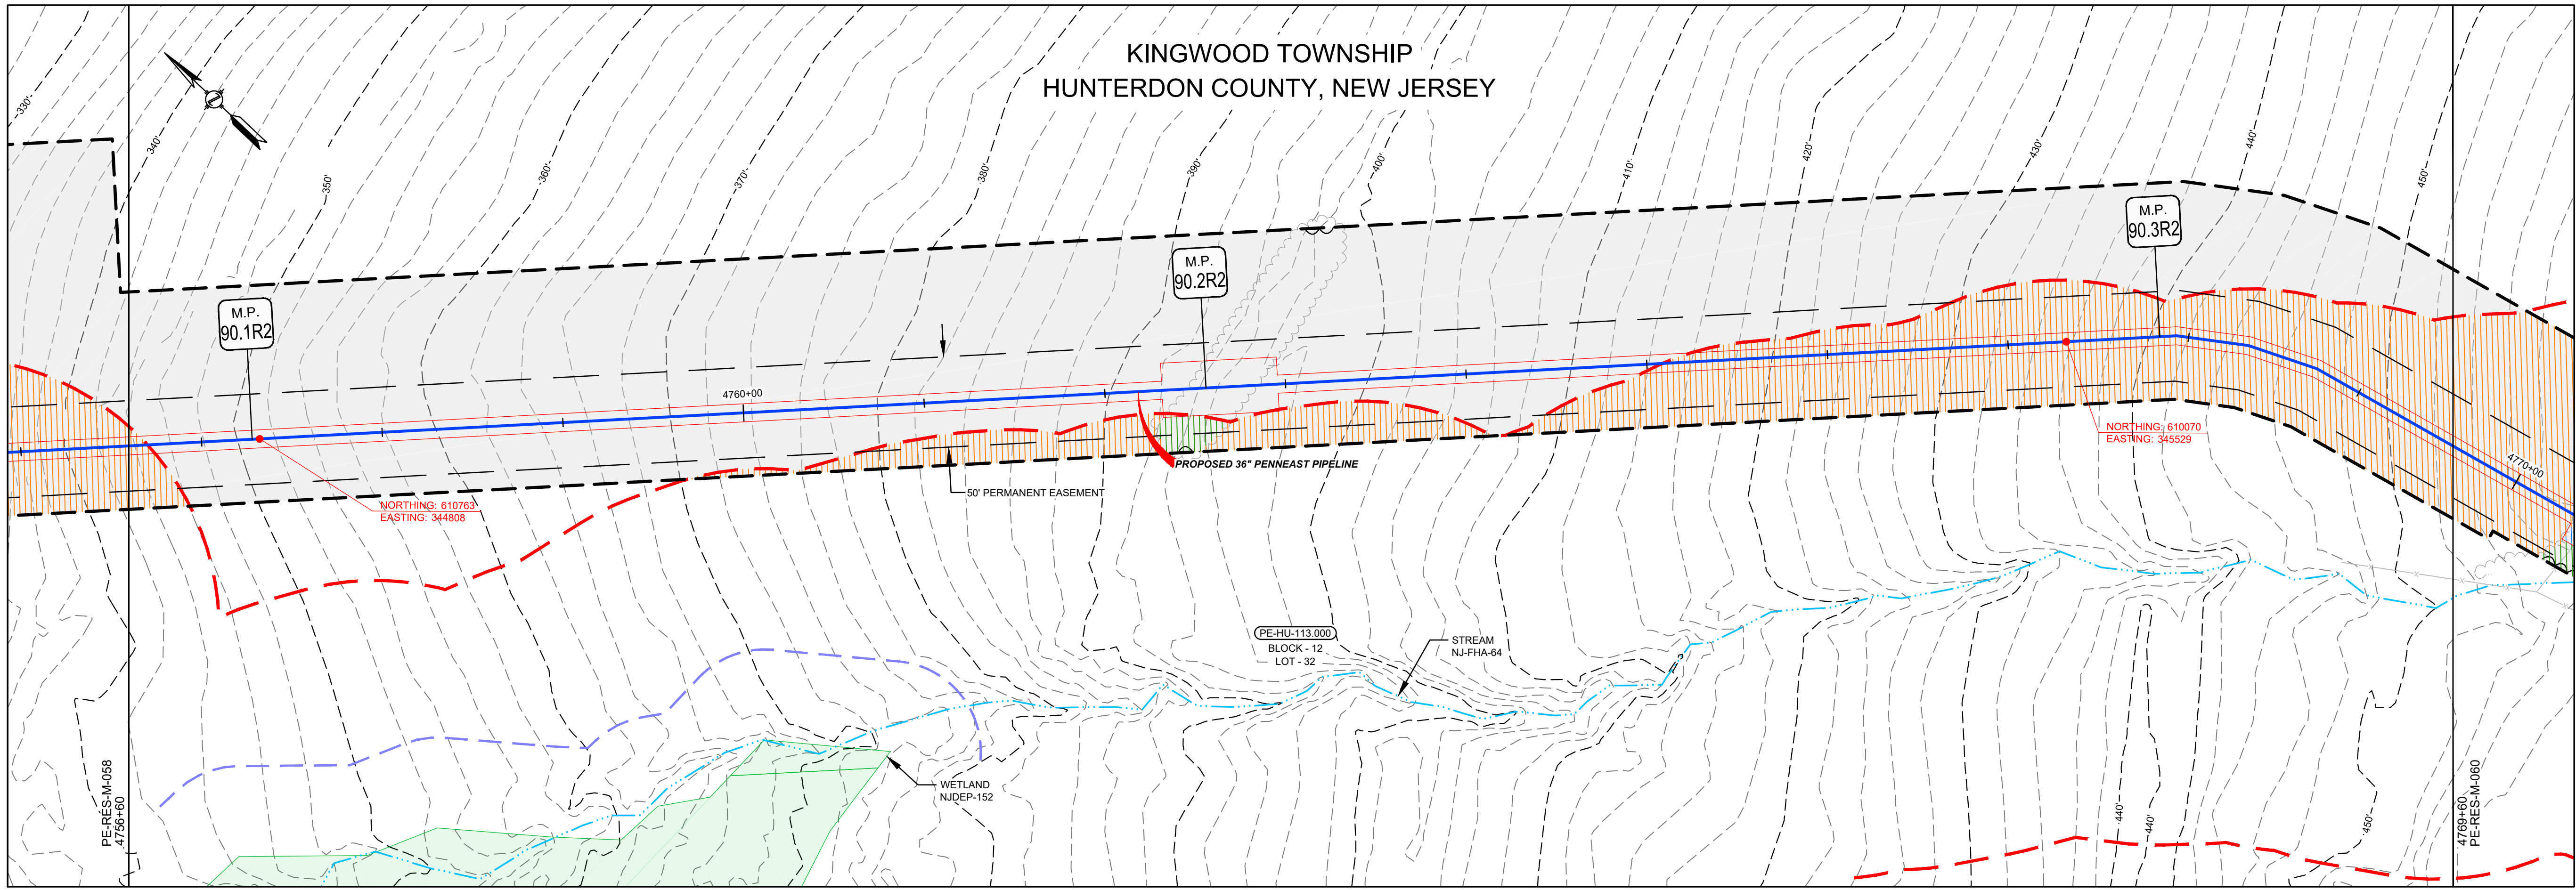 KINGWOOD TOWNSHIP
HUNTERDON COUNTY, NEW JERSEY
330'
340'
350'
360'
370'
380'
390'
400'
410'
420'
430'
440'
450'
M.P.
90.1R2
M.P.
90.2R2
M.P.
90.3R2
4760+00
4770+00
NORTHING: 610763
EASTING: 344808
NORTHING: 610070
EASTING: 345529
PROPOSED 36" PENNEAST PIPELINE
50' PERMANENT EASEMENT
PE-HU-113.000
BLOCK - 12
LOT - 32
STREAM
NJ-FHA-64
WETLAND
NJDEP-152
PE-RES-M-058
4756+60
440'
440'
450'
4769+60
PE-RES-M-060